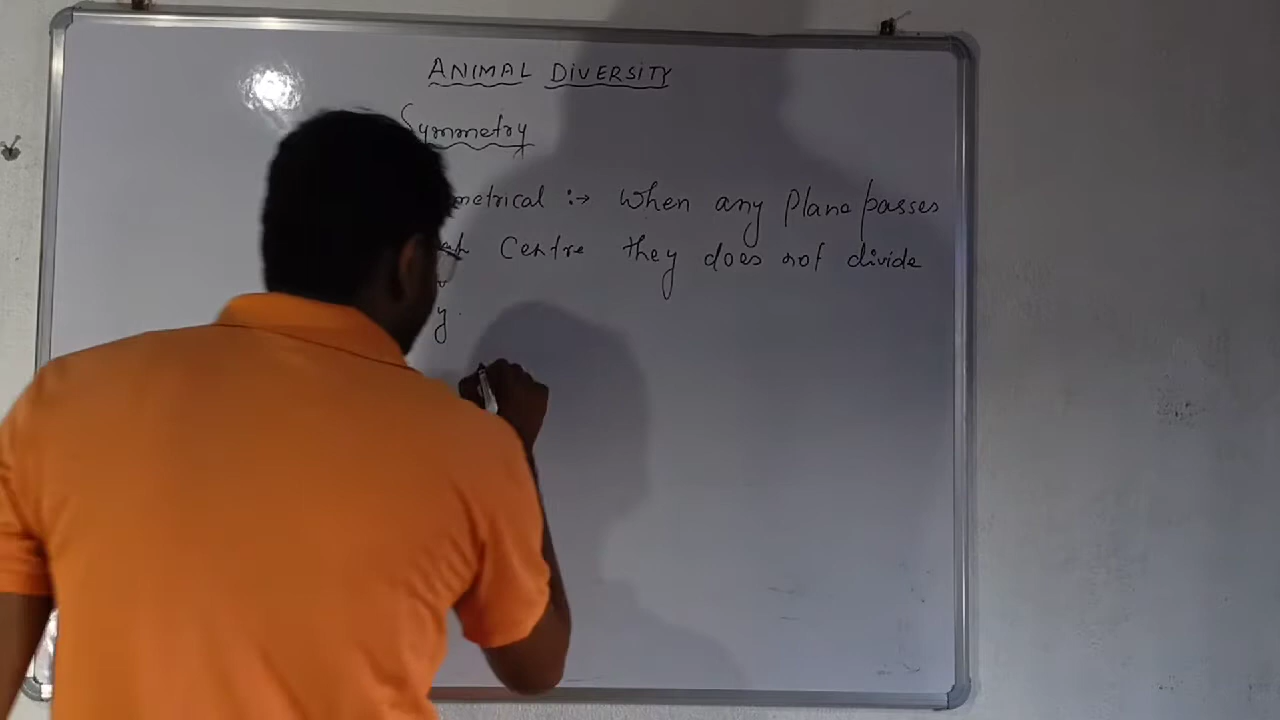 ANIMAL DIVERSITY
Symmetry
metrical :→ When any Plane passes
Centre they does not divide
y.